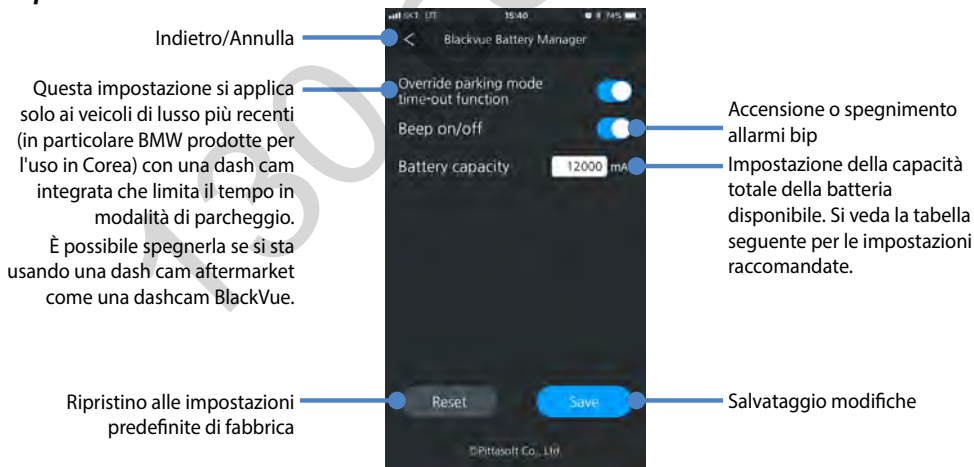 Indietro/Annulla
Questa impostazione si applica
solo ai veicoli di lusso più recenti
(in particolare BMW prodotte per
l'uso in Corea) con una dash cam
integrata che limita il tempo in
modalità di parcheggio.
È possibile spegnerla se si sta
usando una dash cam aftermarket
come una dashcam BlackVue.
Ripristino alle impostazioni
predefinite di fabbrica
SKT LTE 15:40 74%
< Blackvue Battery Manager
Override parking mode
time-out function
Beep on/off
Battery capacity 12000 mA
Reset Save
©Pittasoft Co., Ltd
Accensione o spegnimento
allarmi bip
Impostazione della capacità
totale della batteria
disponibile. Si veda la tabella
seguente per le impostazioni
raccomandate.
Salvataggio modifiche
130